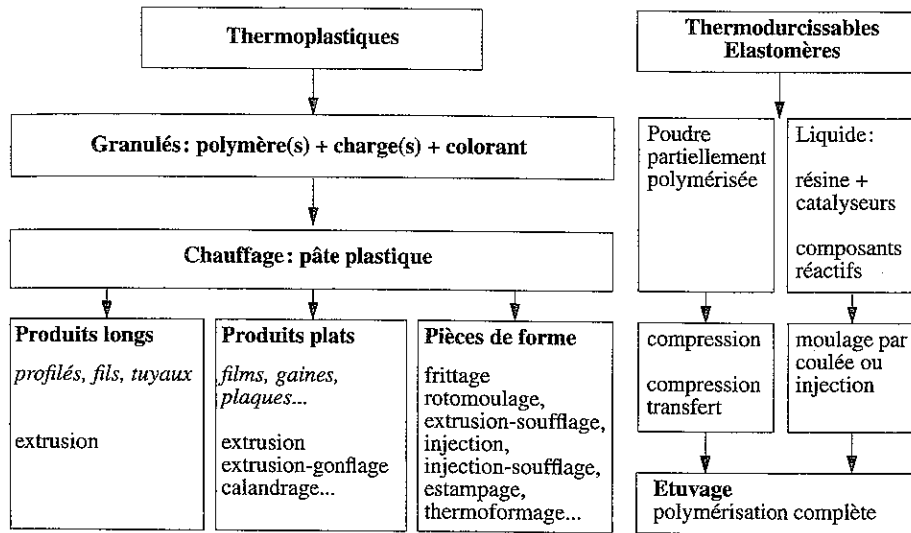 Thermoplastiques
Granulés: polymère(s) + charge(s) + colorant
Chauffage: pâte plastique
Produits longs
profilés, fils, tuyaux
extrusion
Produits plats
films, gaines,
plaques...
extrusion
extrusion-gonflage
calandrage...
Pièces de forme
frittage
rotomoulage,
extrusion-soufflage,
injection,
injection-soufflage,
estampage,
thermoformage...
Thermodurcissables
Elastomères
Poudre
partiellement
polymérisée
Liquide:
résine +
catalyseurs
composants
réactifs
compression
compression
transfert
moulage par
coulée ou
injection
Etuvage
polymérisation complète